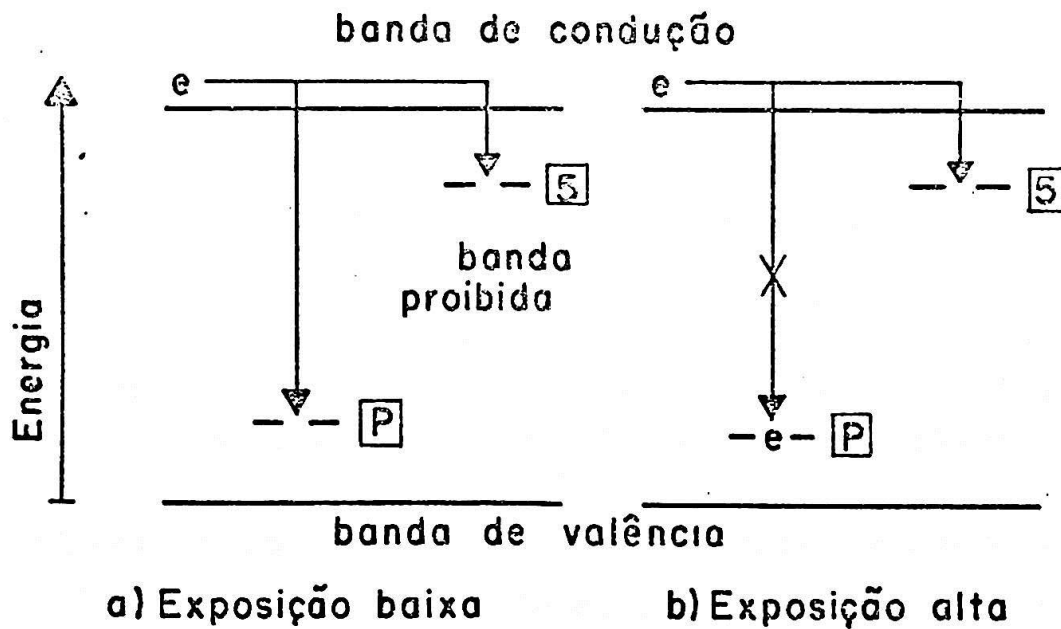 banda de condução
e
e
5
5
banda
proibida
Energia
P
e
P
banda de valência
a) Exposição baixa
b) Exposição alta